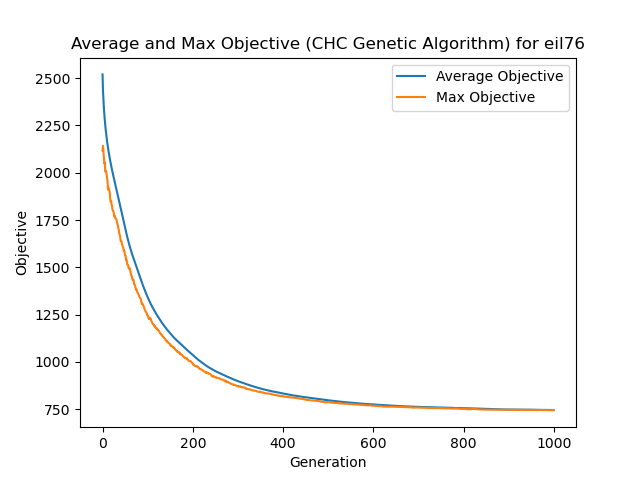 Average and Max Objective (CHC Genetic Algorithm) for eil76
2500
2250
2000
1750
1500
1250
1000
750
Objective
Average Objective
Max Objective
0 200 400 600 800 1000
Generation